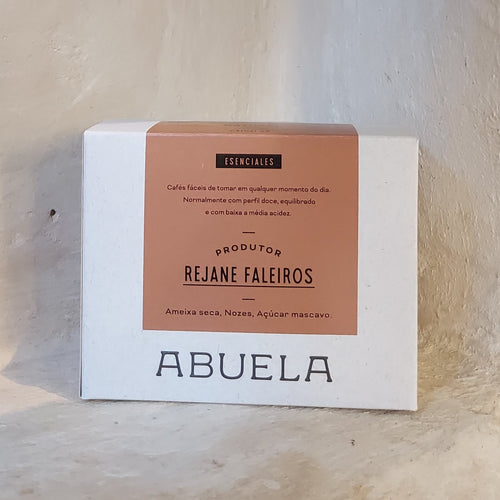 ESENCIALES
Cafés fáceis de tomar em qualquer momento do dia.
Normalmente com perfil doce, equilibrado
e com baixa a média acidez.
PRODUTOR
REJANE FALEIROS
Ameixa seca, Nozes, Açúcar mascavo.
ABUELA